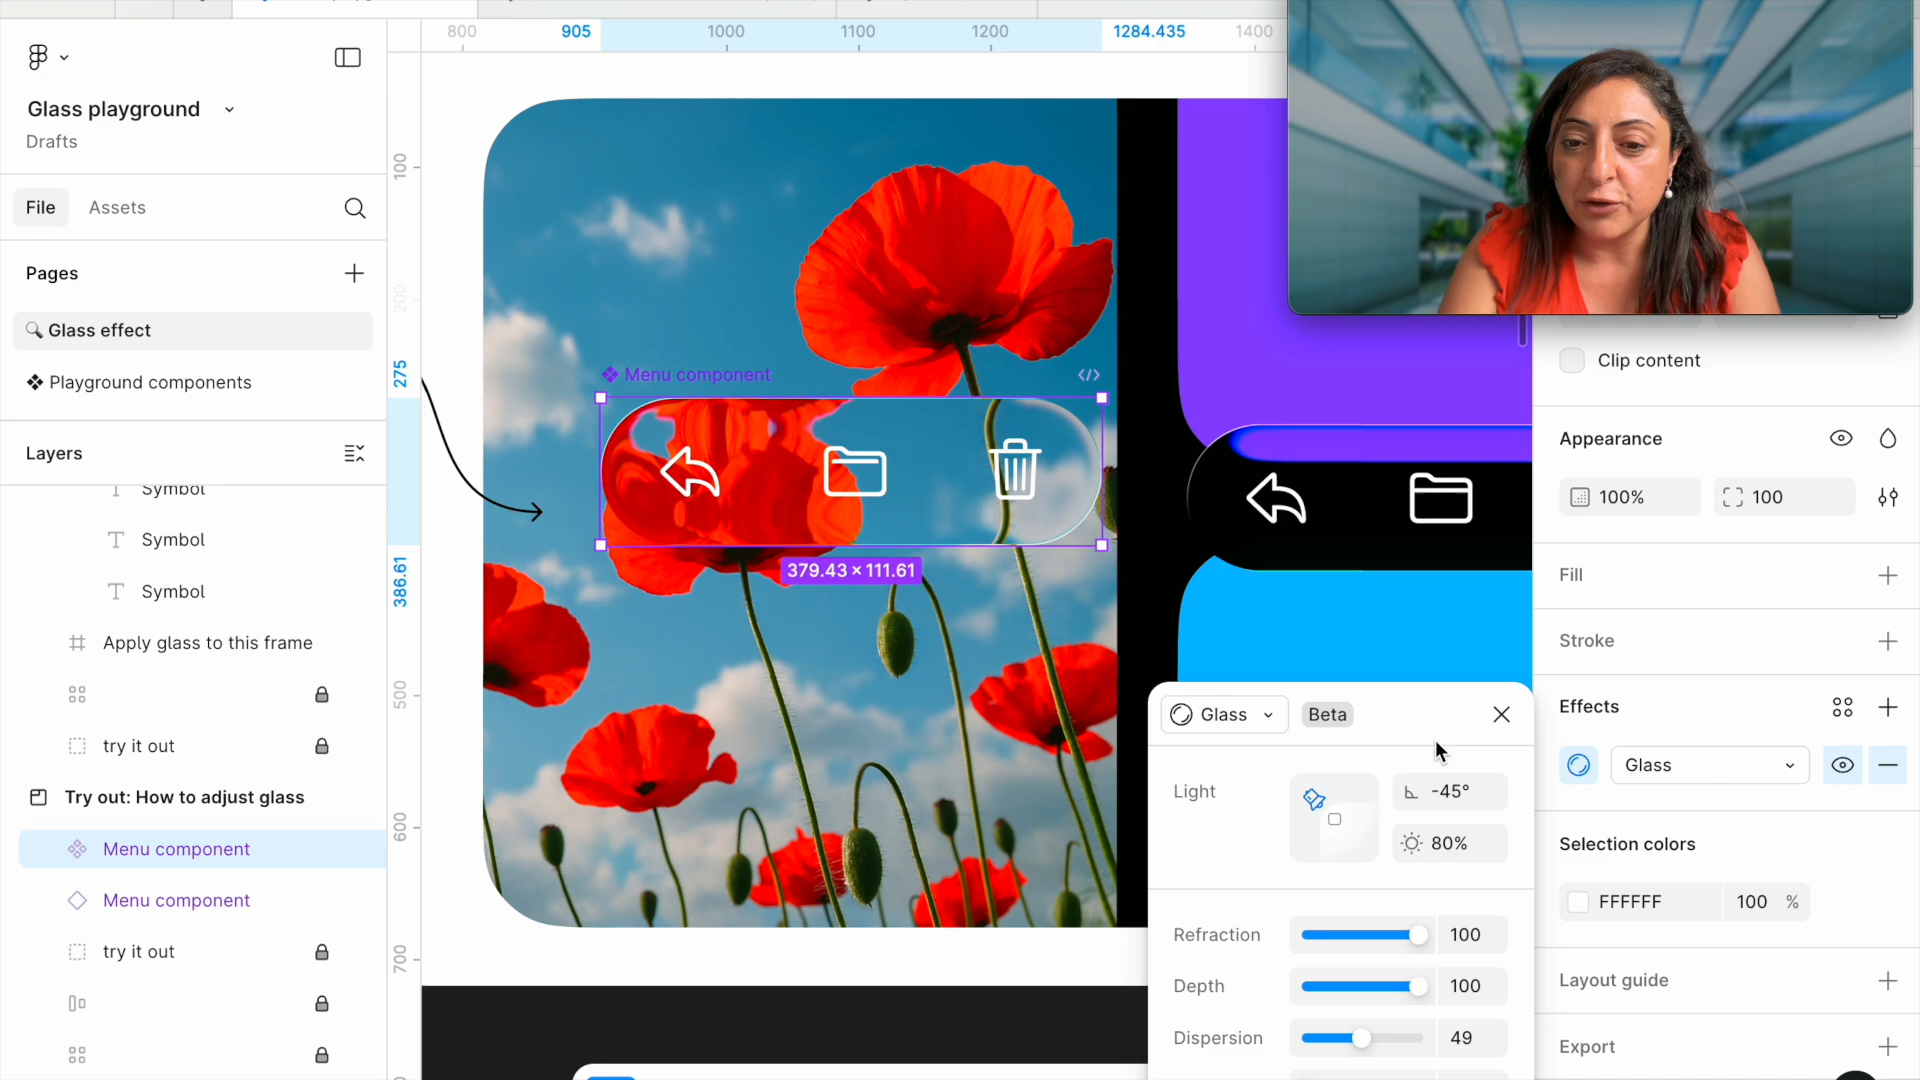 Glass playground
Drafts
File
Assets
Pages
Glass effect
Playground components
Layers
Symbol
Symbol
Symbol
Apply glass to this frame
try it out
Try out: How to adjust glass
Menu component
Menu component
try it out
800
905
1000
1100
1200
1284.435
1400
100
200
275
386.61
500
600
700
Menu component
379.43 × 111.61
Glass
Beta
Light
-45°
80%
Refraction
100
Depth
100
Dispersion
49
Clip content
Appearance
100%
100
Fill
Stroke
Effects
Glass
Selection colors
FFFFFF
100 %
Layout guide
Export